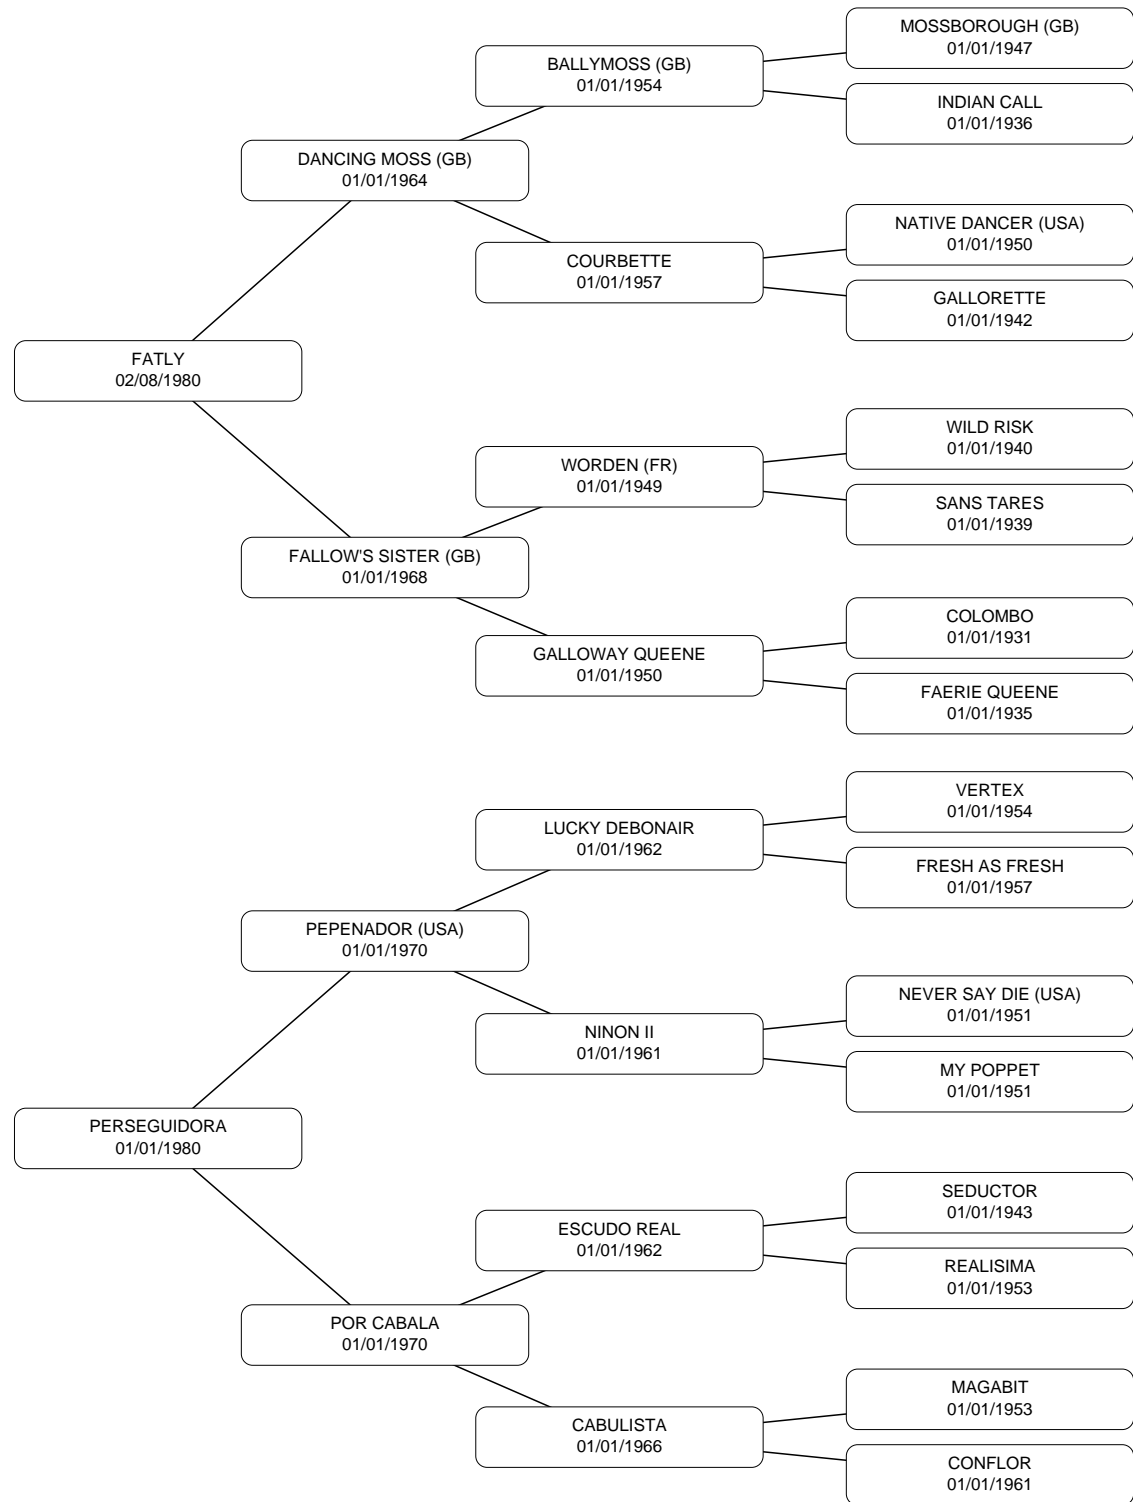 MOSSBOROUGH (GB)
01/01/1947
BALLYMOSS (GB)
01/01/1954
INDIAN CALL
01/01/1936
DANCING MOSS (GB)
01/01/1964
NATIVE DANCER (USA)
01/01/1950
COURBETTE
01/01/1957
GALLORETTE
01/01/1942
FATLY
02/08/1980
WILD RISK
01/01/1940
WORDEN (FR)
01/01/1949
SANS TARES
01/01/1939
FALLOW'S SISTER (GB)
01/01/1968
COLOMBO
01/01/1931
GALLOWAY QUEENE
01/01/1950
FAERIE QUEENE
01/01/1935
VERTEX
01/01/1954
LUCKY DEBONAIR
01/01/1962
FRESH AS FRESH
01/01/1957
PEPENADOR (USA)
01/01/1970
NEVER SAY DIE (USA)
01/01/1951
NINON II
01/01/1961
MY POPPET
01/01/1951
PERSEGUIDORA
01/01/1980
SEDUCTOR
01/01/1943
ESCUDO REAL
01/01/1962
REALISIMA
01/01/1953
POR CABALA
01/01/1970
MAGABIT
01/01/1953
CABULISTA
01/01/1966
CONFLOR
01/01/1961